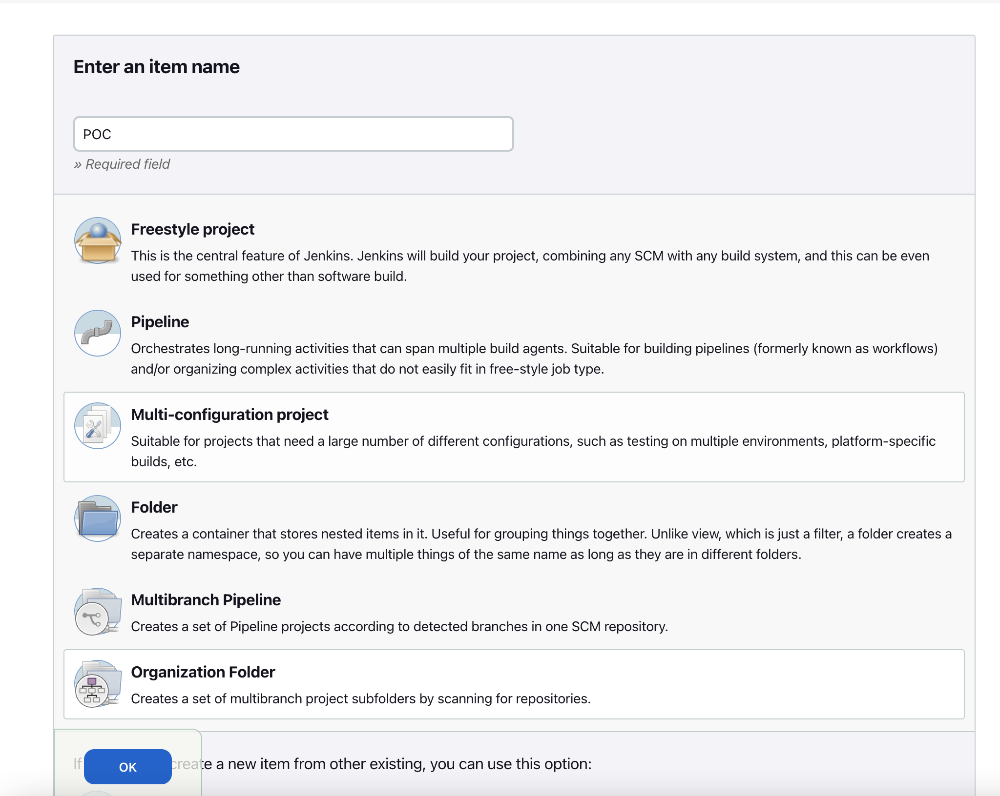 Enter an item name
POC
» Required field
Freestyle project
This is the central feature of Jenkins. Jenkins will build your project, combining any SCM with any build system, and this can be even
used for something other than software build.
Pipeline
Orchestrates long-running activities that can span multiple build agents. Suitable for building pipelines (formerly known as workflows)
and/or organizing complex activities that do not easily fit in free-style job type.
Multi-configuration project
Suitable for projects that need a large number of different configurations, such as testing on multiple environments, platform-specific
builds, etc.
Folder
Creates a container that stores nested items in it. Useful for grouping things together. Unlike view, which is just a filter, a folder creates a
separate namespace, so you can have multiple things of the same name as long as they are in different folders.
Multibranch Pipeline
Creates a set of Pipeline projects according to detected branches in one SCM repository.
Organization Folder
Creates a set of multibranch project subfolders by scanning for repositories.
If create a new item from other existing, you can use this option:
OK